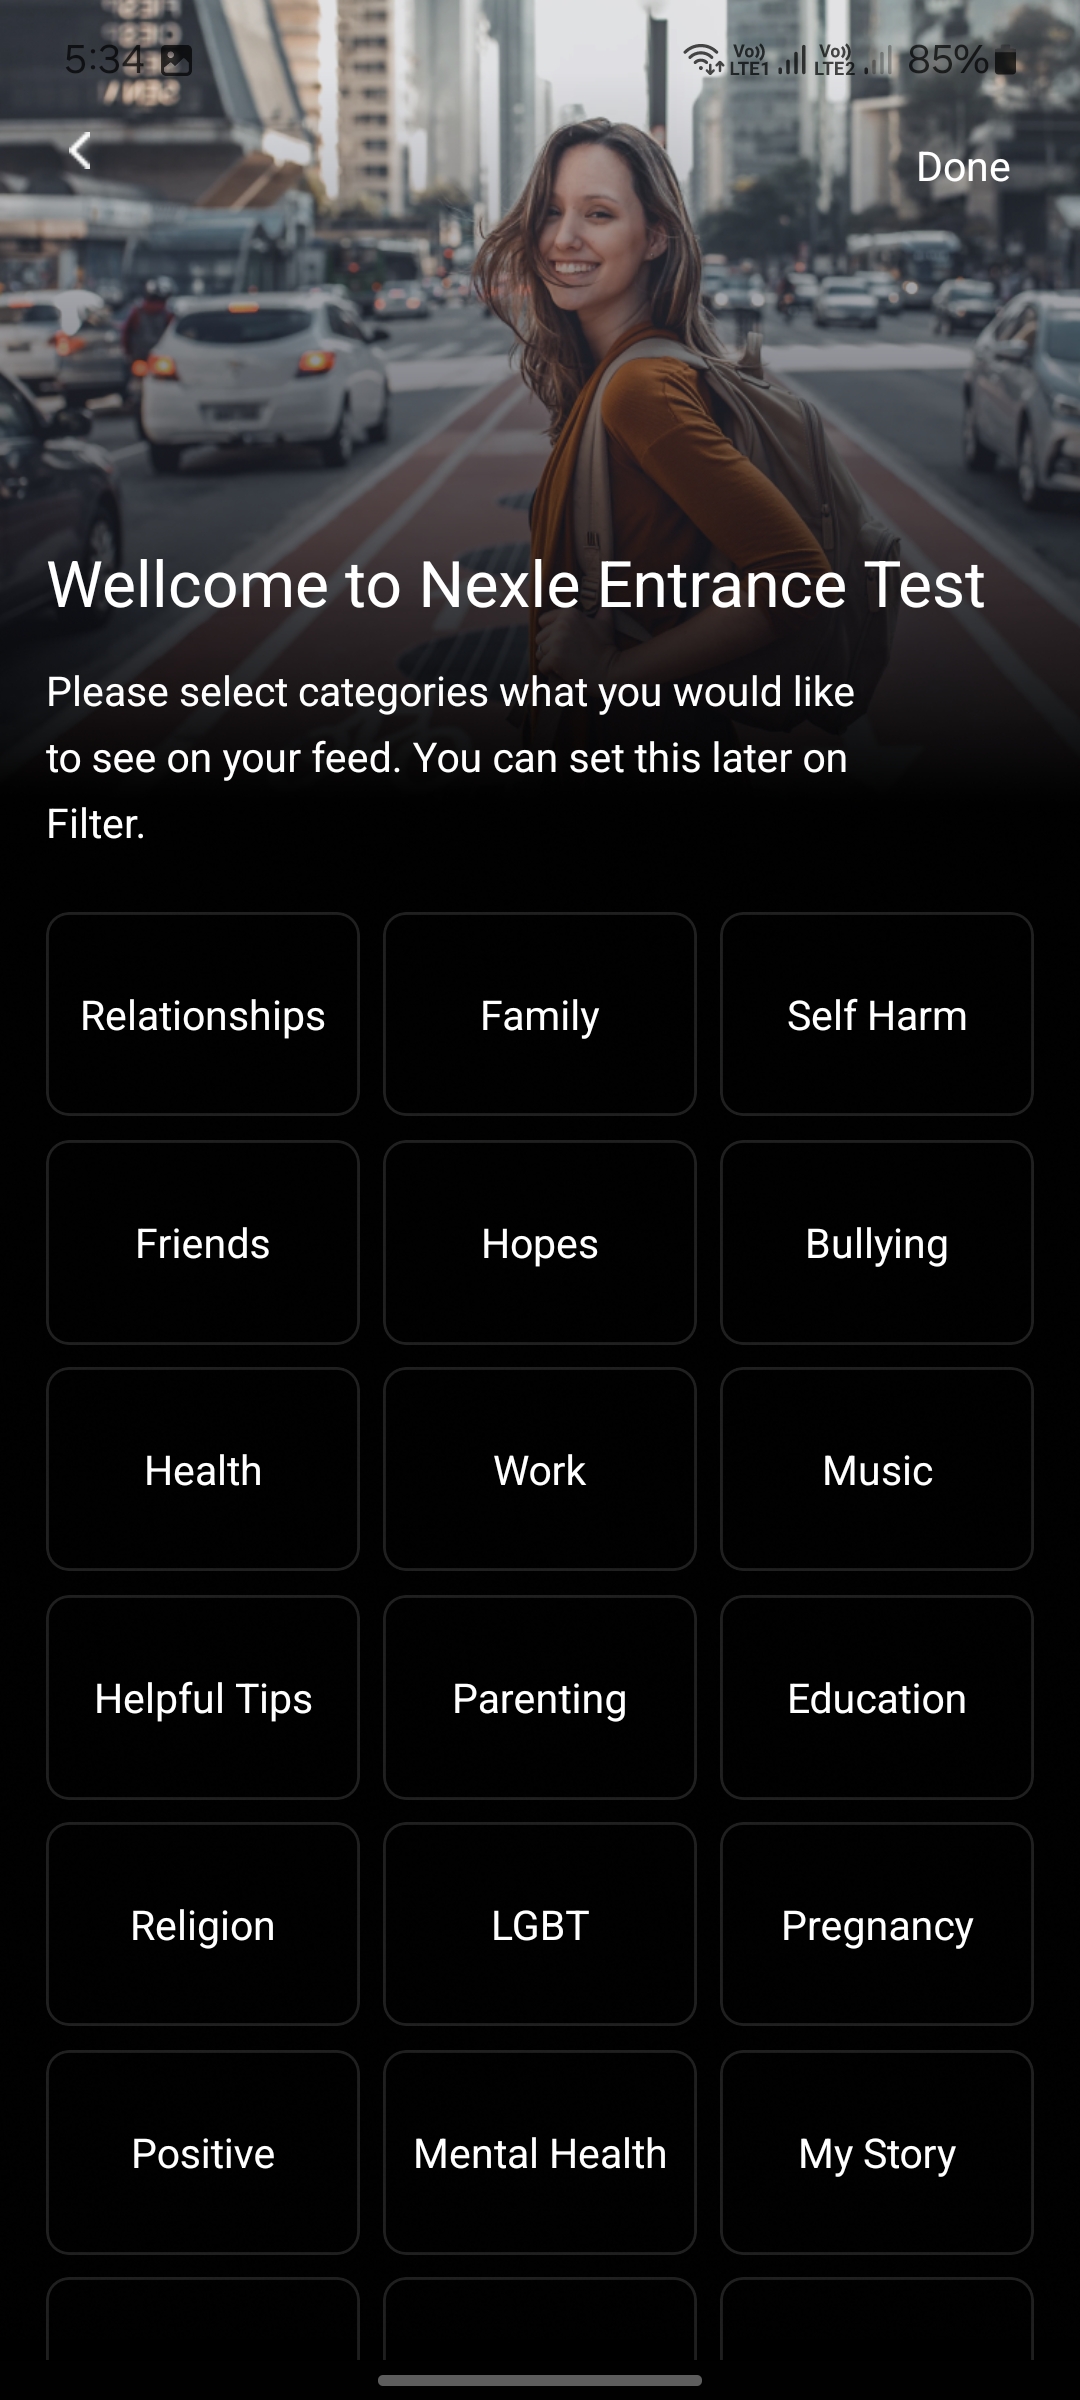 5:34
Vo)) LTE1 Vo)) LTE2 85%
Done
Wellcome to Nexle Entrance Test
Please select categories what you would like
to see on your feed. You can set this later on
Filter.
Relationships Family Self Harm
Friends Hopes Bullying
Health Work Music
Helpful Tips Parenting Education
Religion LGBT Pregnancy
Positive Mental Health My Story